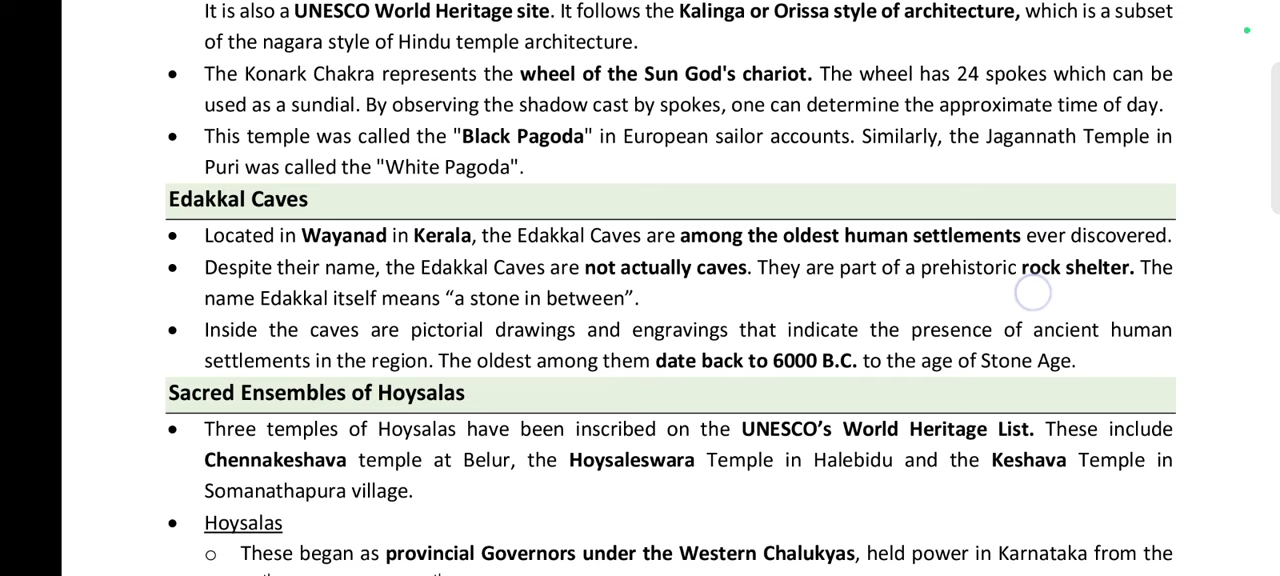 It is also a UNESCO World Heritage site. It follows the Kalinga or Orissa style of architecture, which is a subset
of the nagara style of Hindu temple architecture.
• The Konark Chakra represents the wheel of the Sun God's chariot. The wheel has 24 spokes which can be
used as a sundial. By observing the shadow cast by spokes, one can determine the approximate time of day.
• This temple was called the "Black Pagoda" in European sailor accounts. Similarly, the Jagannath Temple in
Puri was called the "White Pagoda".
Edakkal Caves
• Located in Wayanad in Kerala, the Edakkal Caves are among the oldest human settlements ever discovered.
• Despite their name, the Edakkal Caves are not actually caves. They are part of a prehistoric rock shelter. The
name Edakkal itself means “a stone in between”.
• Inside the caves are pictorial drawings and engravings that indicate the presence of ancient human
settlements in the region. The oldest among them date back to 6000 B.C. to the age of Stone Age.
Sacred Ensembles of Hoysalas
• Three temples of Hoysalas have been inscribed on the UNESCO’s World Heritage List. These include
Chennakeshava temple at Belur, the Hoysaleswara Temple in Halebidu and the Keshava Temple in
Somanathapura village.
• Hoysalas
o These began as provincial Governors under the Western Chalukyas, held power in Karnataka from the